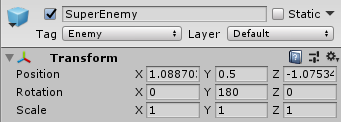 SuperEnemy Static
Tag Enemy Layer Default
Transform
Position X 1.08870 Y 0.5 Z -1.07534
Rotation X 0 Y 180 Z 0
Scale X 1 Y 1 Z 1